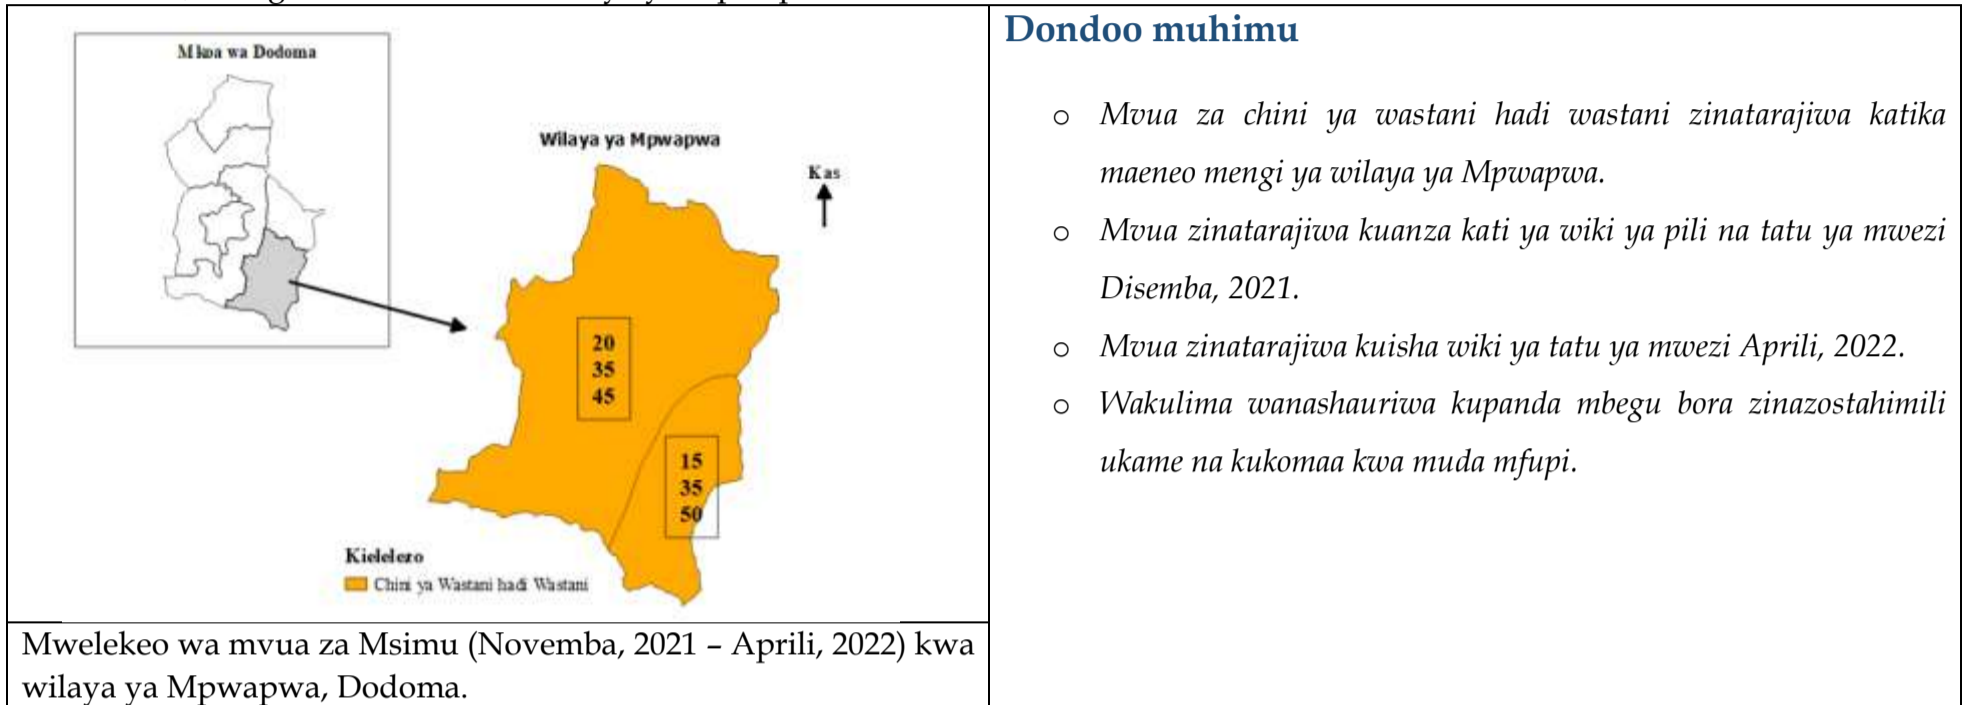 Mkoa wa Dodoma
Wilaya ya Mpwapwa
Kas
20
35
45
15
35
50
Kielelezo
Chini ya Wastani hadi Wastani
Mwelekeo wa mvua za Msimu (Novemba, 2021 – Aprili, 2022) kwa
wilaya ya Mpwapwa, Dodoma.
Dondoo muhimu
o Mvua za chini ya wastani hadi wastani zinatarajiwa katika
maeneo mengi ya wilaya ya Mpwapwa.
o Mvua zinatarajiwa kuanza kati ya wiki ya pili na tatu ya mwezi
Disemba, 2021.
o Mvua zinatarajiwa kuisha wiki ya tatu ya mwezi Aprili, 2022.
o Wakulima wanashauriwa kupanda mbegu bora zinazostahimili
ukame na kukomaa kwa muda mfupi.